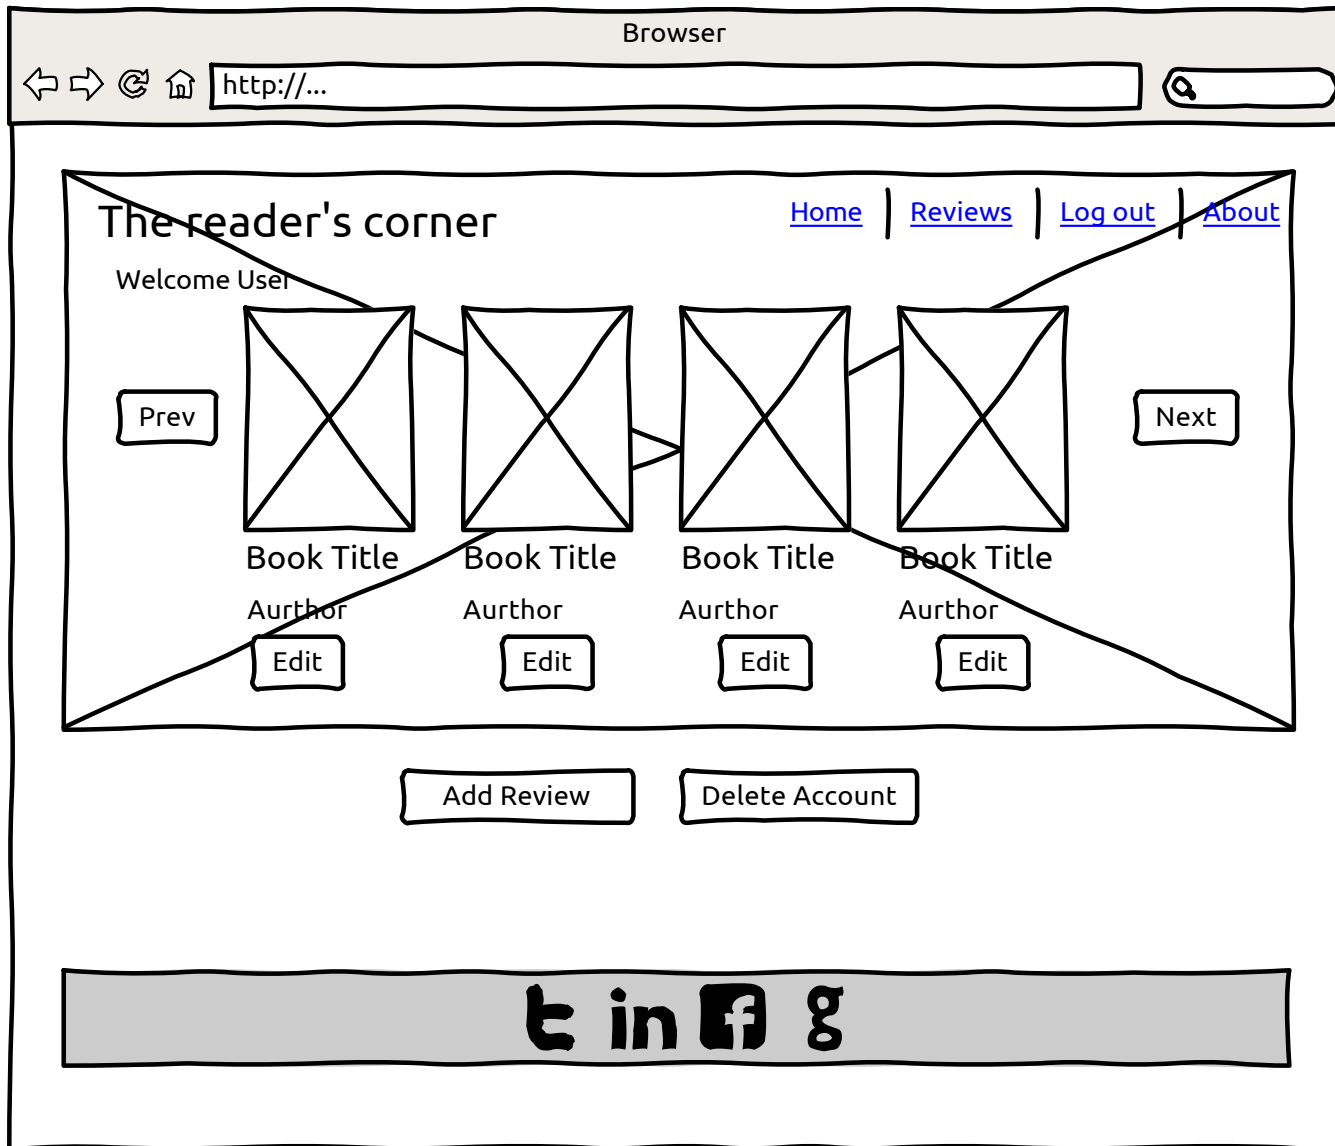 Browser
http://...
The reader's corner
Home Reviews Log out About
Welcome User
Prev
Next
Book Title Book Title Book Title Book Title
Aurthor Aurthor Aurthor Aurthor
Edit Edit Edit Edit
Add Review Delete Account
t in f g